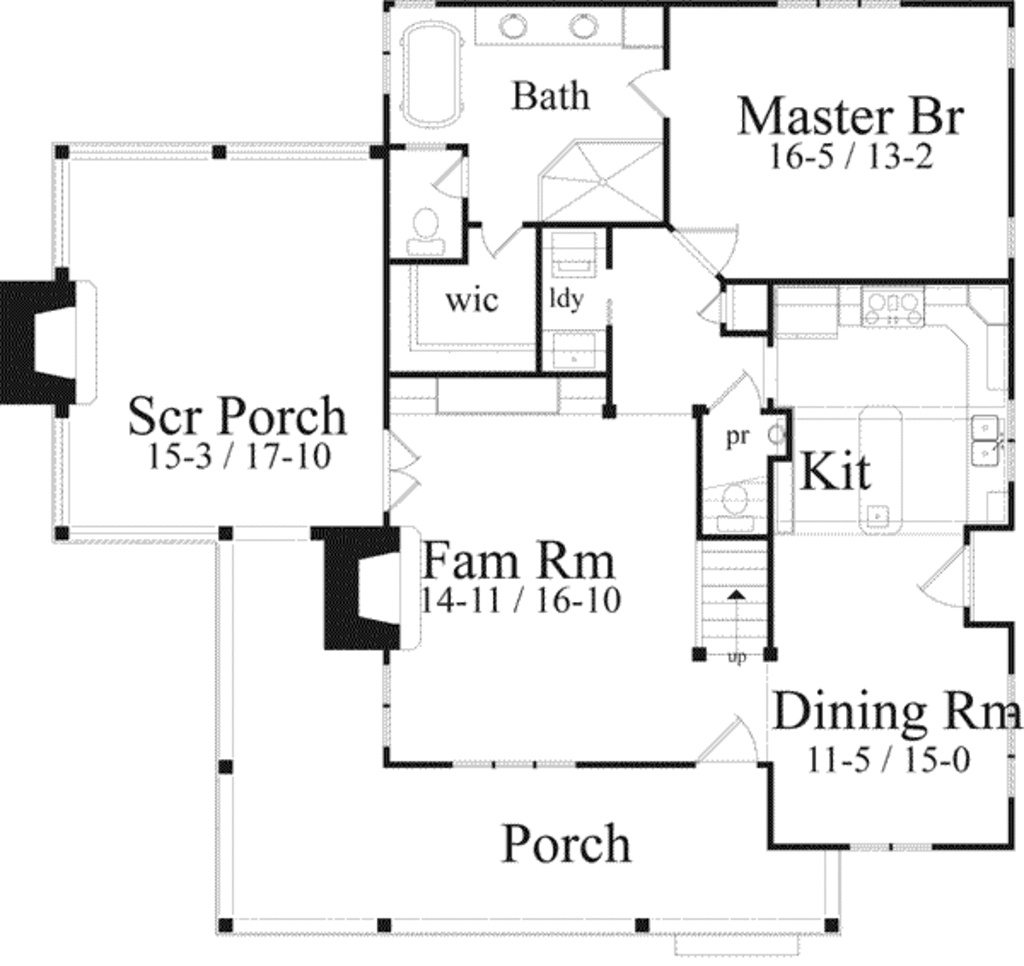 Bath
Master Br
16-5 / 13-2
wic
ldy
Scr Porch
15-3 / 17-10
pr
Kit
Fam Rm
14-11 / 16-10
up
Dining Rm
11-5 / 15-0
Porch